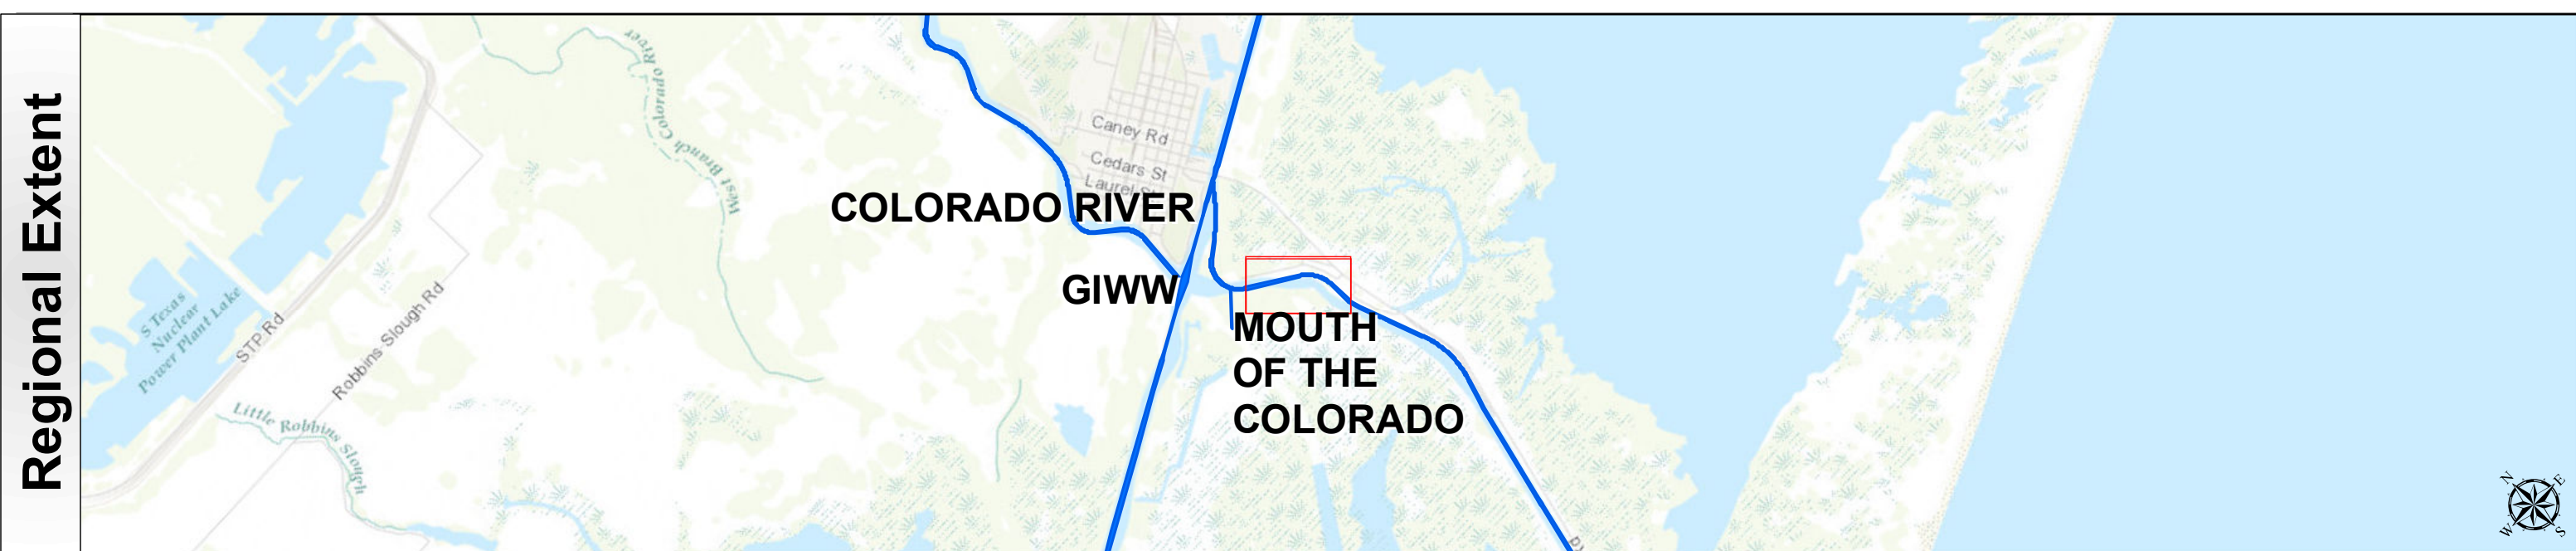 Regional Extent
West Branch Colorado River
Caney Rd
Cedars St
Laurel St
COLORADO RIVER
GIWW
MOUTH
OF THE
COLORADO
S Texas
Nuclear
Power Plant Lake
STP Rd
Robbins Slough Rd
Little Robbins Slough
N
E
W
S